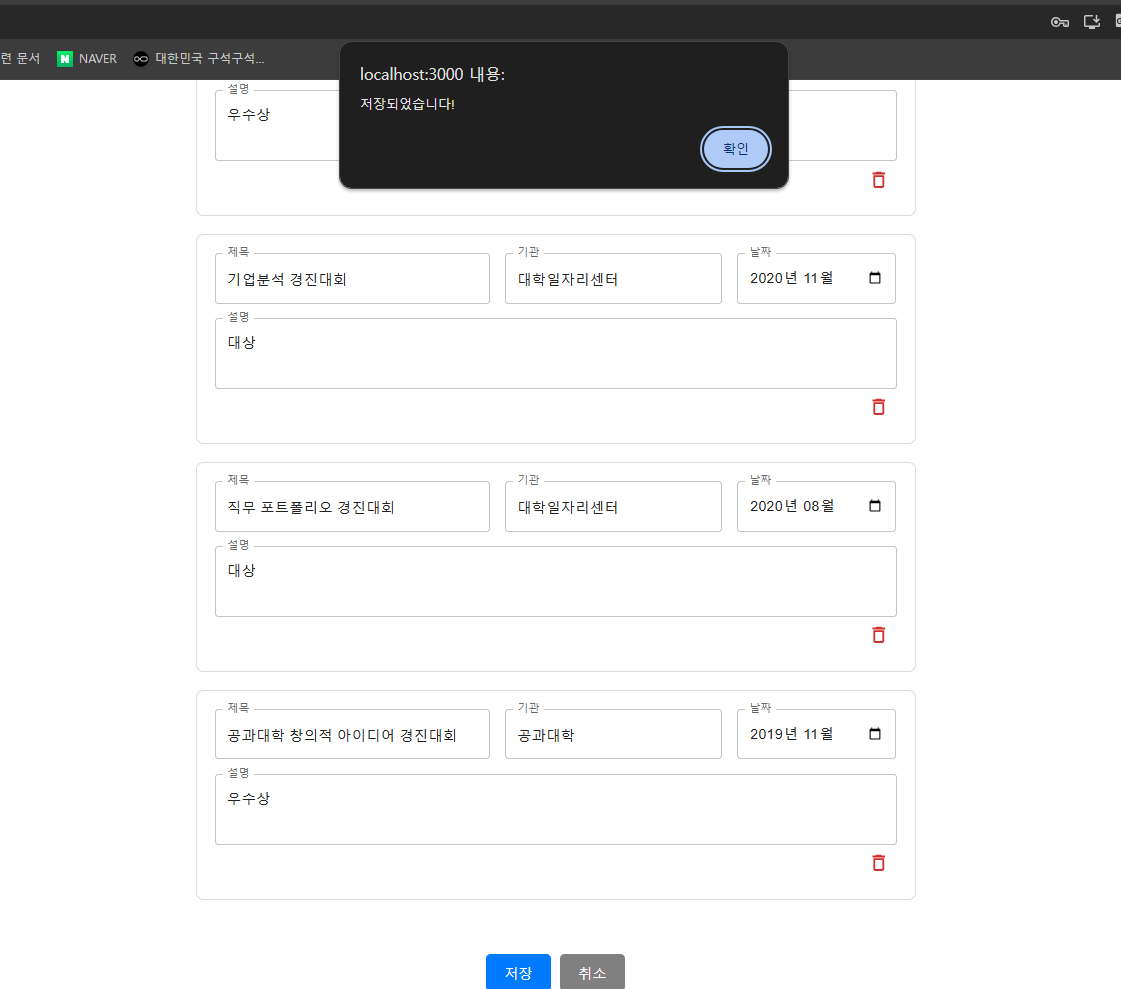 련 문서 NAVER 대한민국 구석구석...
localhost:3000 내용:
저장되었습니다!
확인
설명
우수상
제목 기관 날짜
기업분석 경진대회 대학일자리센터 2020년 11월
설명
대상
제목 기관 날짜
직무 포트폴리오 경진대회 대학일자리센터 2020년 08월
설명
대상
제목 기관 날짜
공과대학 창의적 아이디어 경진대회 공과대학 2019년 11월
설명
우수상
저장 취소